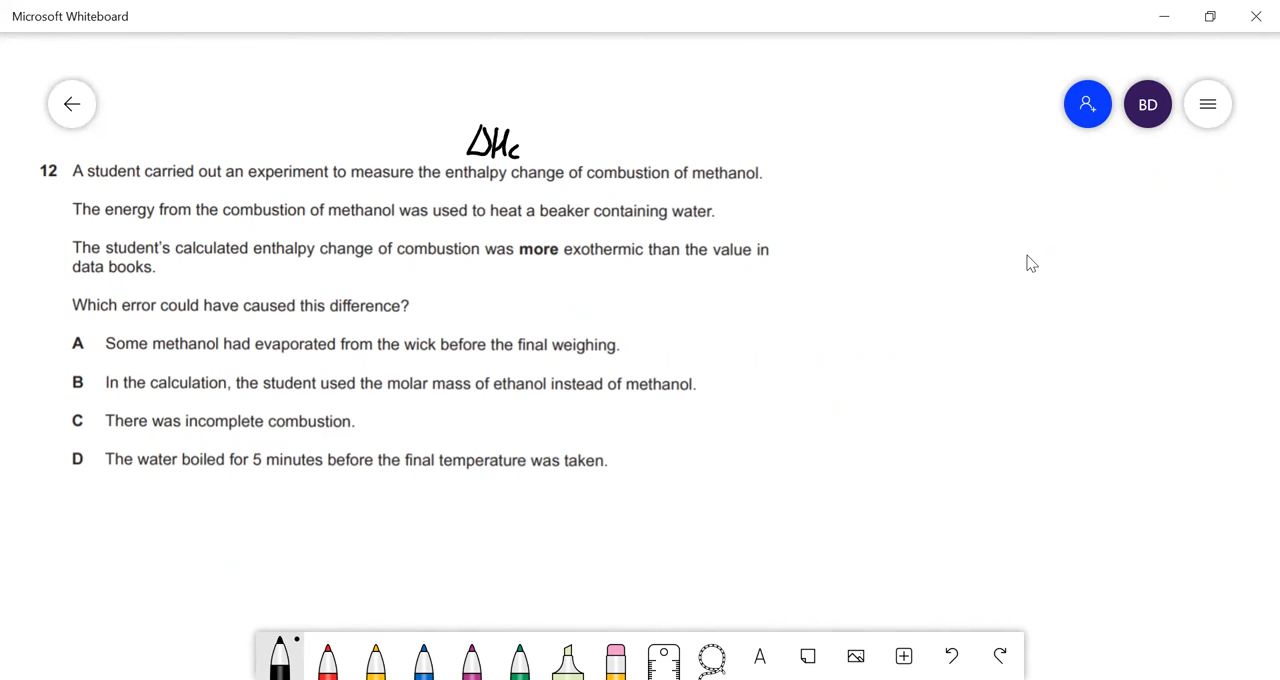 Microsoft Whiteboard
BD
ΔHc
12 A student carried out an experiment to measure the enthalpy change of combustion of methanol.
The energy from the combustion of methanol was used to heat a beaker containing water.
The student's calculated enthalpy change of combustion was more exothermic than the value in
data books.
Which error could have caused this difference?
A Some methanol had evaporated from the wick before the final weighing.
B In the calculation, the student used the molar mass of ethanol instead of methanol.
C There was incomplete combustion.
D The water boiled for 5 minutes before the final temperature was taken.
A